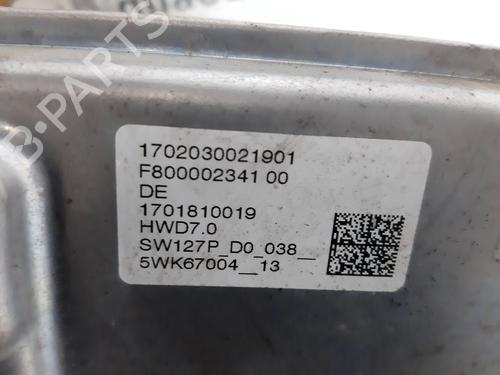 B-PARTS
1702030021901
F800002341 00
DE
1701810019
HWD7.0
SW127P_D0_038__
5WK67004__13